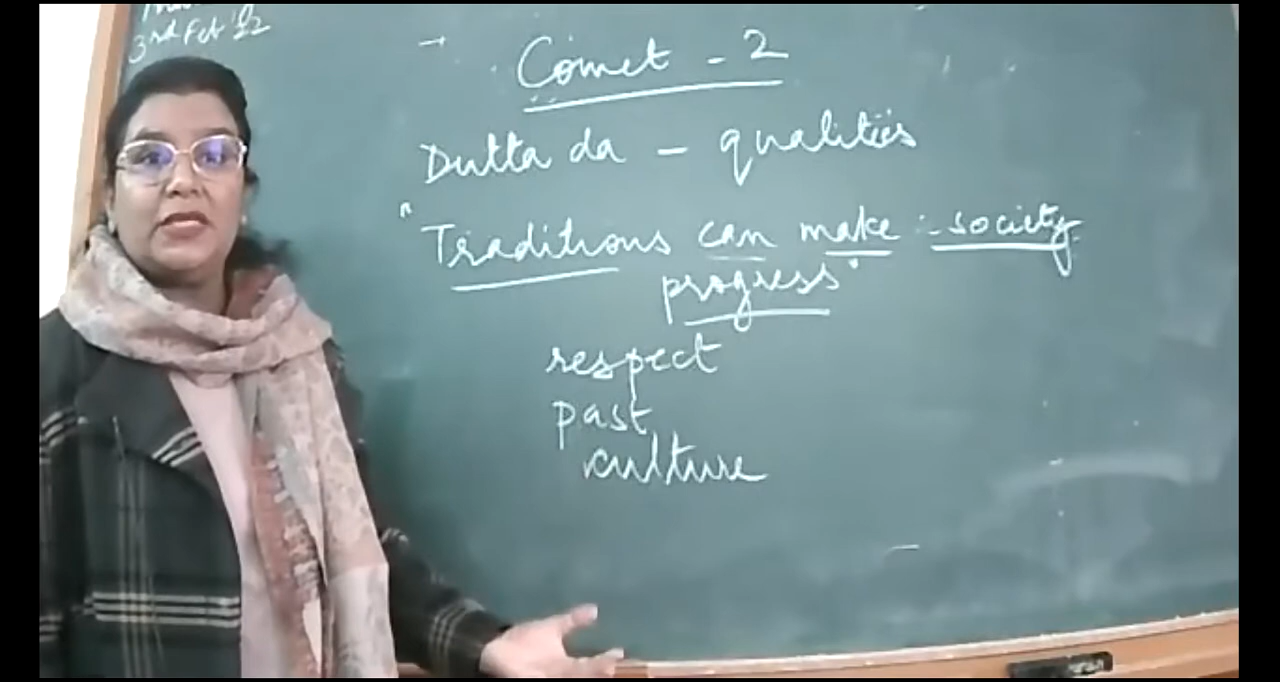 3rd Feb'22
Comet - 2
Dutta da - qualities
"Traditions can make society
progress"
respect
past
culture